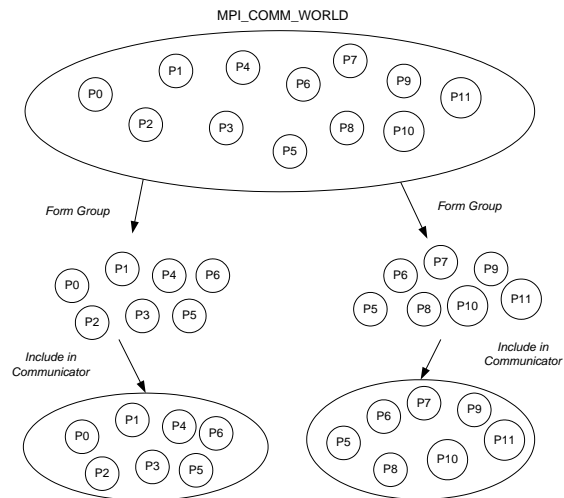 MPI_COMM_WORLD
P0
P1
P4
P6
P7
P9
P11
P2
P3
P5
P8
P10
Form Group
Form Group
P0
P1
P4
P6
P2
P3
P5
P6
P7
P9
P5
P8
P10
P11
Include in
Communicator
Include in
Communicator
P0
P1
P4
P6
P2
P3
P5
P5
P6
P7
P9
P11
P8
P10